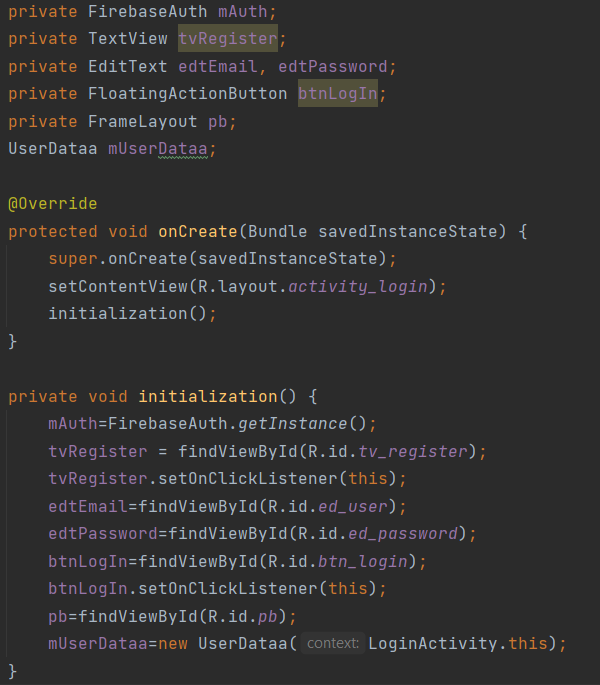 private FirebaseAuth mAuth;
private TextView tvRegister;
private EditText edtEmail, edtPassword;
private FloatingActionButton btnLogIn;
private FrameLayout pb;
UserDataa mUserDataa;
@Override
protected void onCreate(Bundle savedInstanceState) {
super.onCreate(savedInstanceState);
setContentView(R.layout.activity_login);
initialization();
}
private void initialization() {
mAuth=FirebaseAuth.getInstance();
tvRegister = findViewById(R.id.tv_register);
tvRegister.setOnClickListener(this);
edtEmail=findViewById(R.id.ed_user);
edtPassword=findViewById(R.id.ed_password);
btnLogIn=findViewById(R.id.btn_login);
btnLogIn.setOnClickListener(this);
pb=findViewById(R.id.pb);
mUserDataa=new UserDataa( context: LoginActivity.this);
}